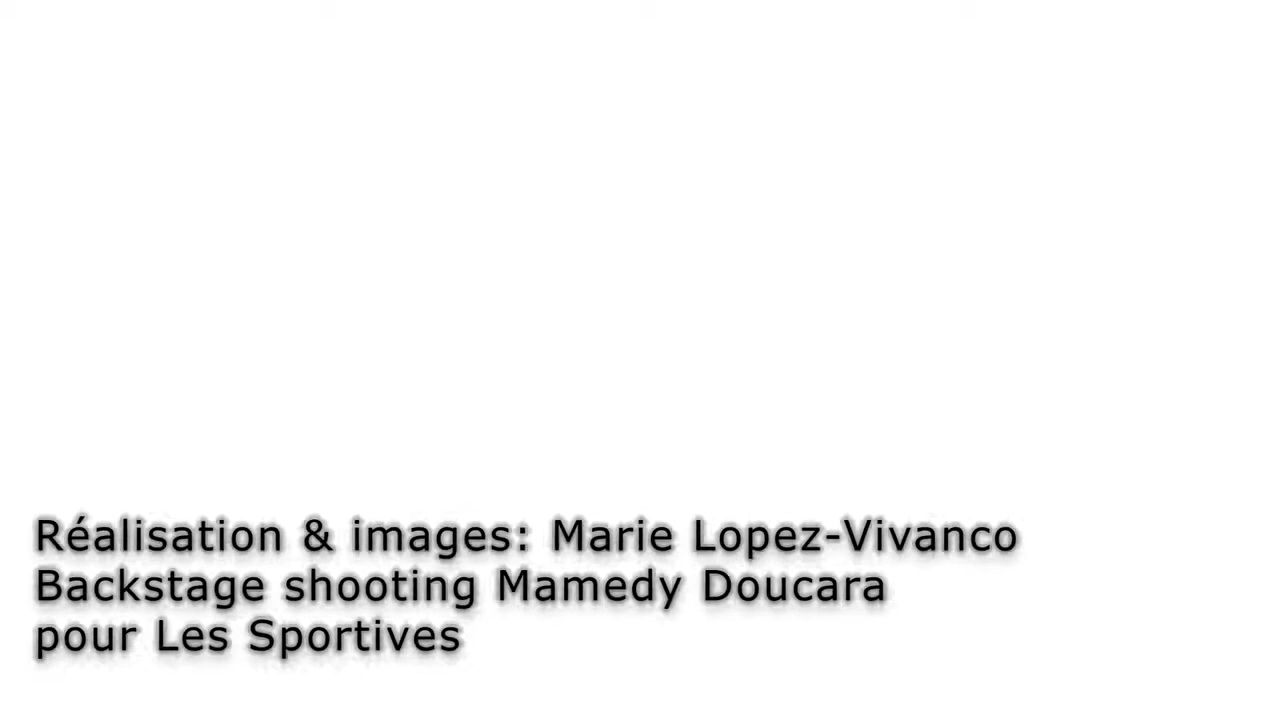 Réalisation & images: Marie Lopez-Vivanco
Backstage shooting Mamedy Doucara
pour Les Sportives